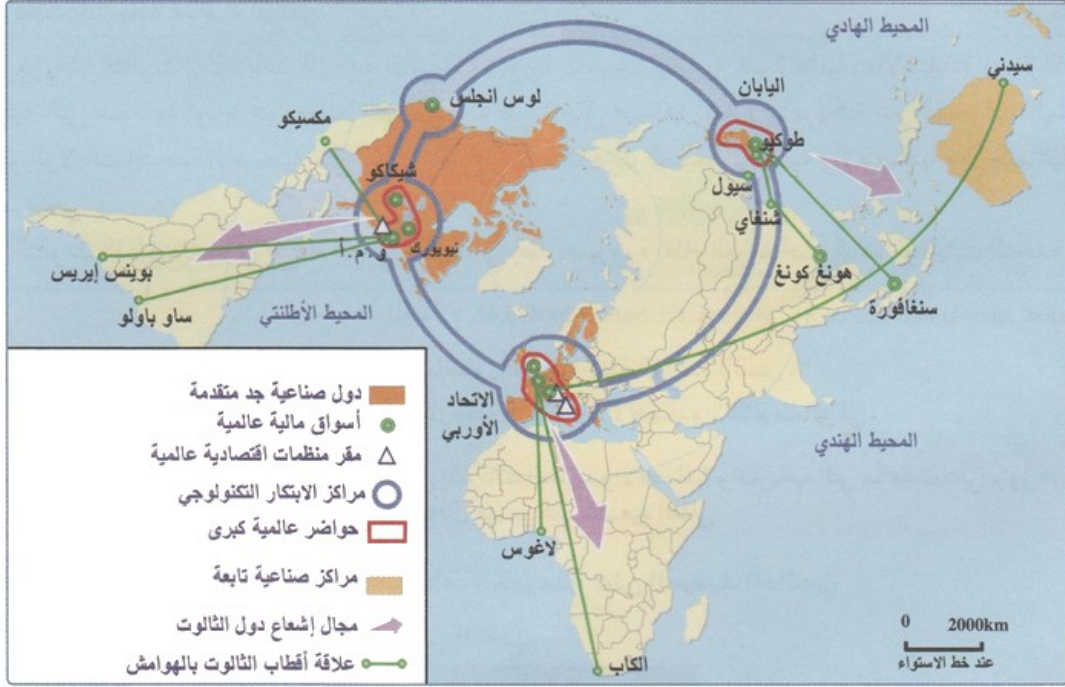 المحيط الهادي
سيدني
اليابان
لوس انجلس
مكسيكو
طوكيو
شيكاكو
سيول
شنغاي
نيويورك
و.م.أ
هونغ كونغ
بوينس إيريس
سنغافورة
ساو باولو
المحيط الأطلنتي
الاتحاد
الأوربي
المحيط الهندي
دول صناعية جد متقدمة
أسواق مالية عالمية
مقر منظمات اقتصادية عالمية
مراكز الابتكار التكنولوجي
حواضر عالمية كبرى
مراكز صناعية تابعة
مجال إشعاع دول الثالوت
علاقة أقطاب الثالوت بالهوامش
لاغوس
الكاب
0 2000km
عند خط الاستواء